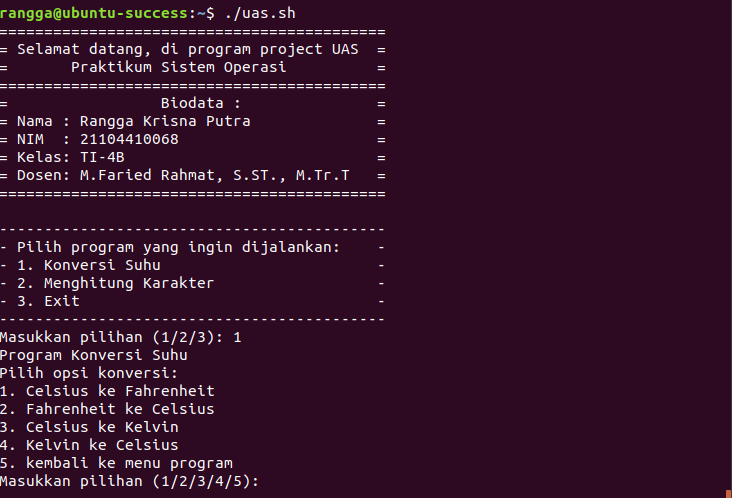 rangga@ubuntu-success:~$ ./uas.sh
===========================================
= Selamat datang, di program project UAS  =
=       Praktikum Sistem Operasi          =
===========================================
=                 Biodata :               =
= Nama : Rangga Krisna Putra              =
= NIM  : 21104410068                      =
= Kelas: TI-4B                            =
= Dosen: M.Faried Rahmat, S.ST., M.Tr.T   =
===========================================
-------------------------------------------
- Pilih program yang ingin dijalankan:    -
- 1. Konversi Suhu                        -
- 2. Menghitung Karakter                  -
- 3. Exit                                 -
-------------------------------------------
Masukkan pilihan (1/2/3): 1
Program Konversi Suhu
Pilih opsi konversi:
1. Celsius ke Fahrenheit
2. Fahrenheit ke Celsius
3. Celsius ke Kelvin
4. Kelvin ke Celsius
5. kembali ke menu program
Masukkan pilihan (1/2/3/4/5):